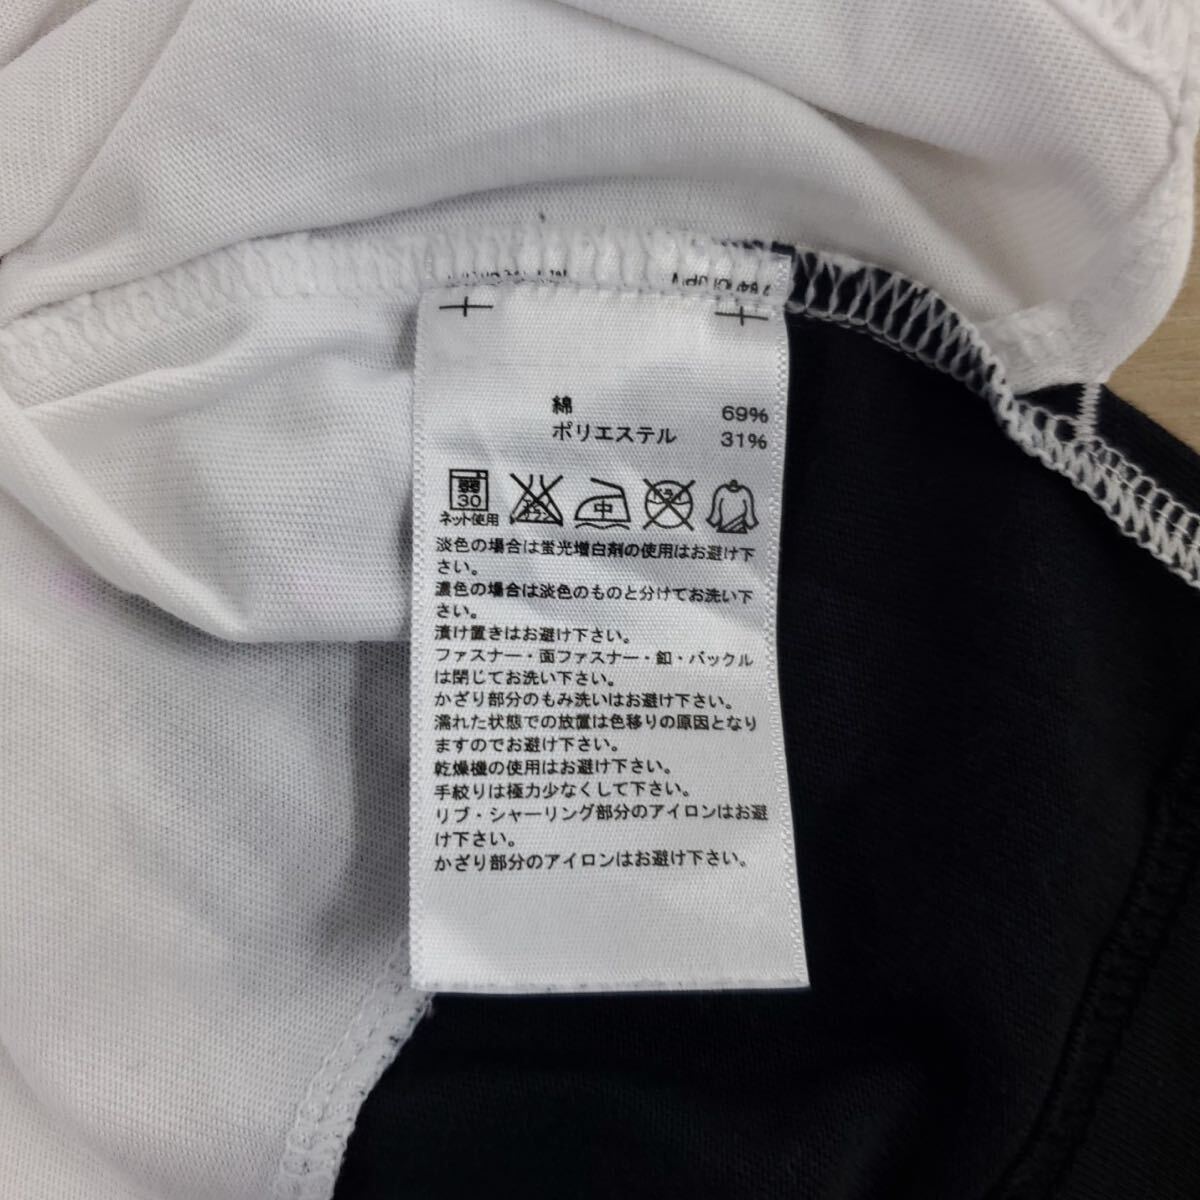 綿 69%
ポリエステル 31%
弱
30
ネット使用
エンソ
サラシ
中
ドライ
淡色の場合は蛍光増白剤の使用はお避け下
さい。
濃色の場合は淡色のものと分けてお洗い下
さい。
漬け置きはお避け下さい。
ファスナー・面ファスナー・釦・バックル
は閉じてお洗い下さい。
かざり部分のもみ洗いはお避け下さい。
濡れた状態での放置は色移りの原因となり
ますのでお避け下さい。
乾燥機の使用はお避け下さい。
手絞りは極力少なくして下さい。
リブ・シャーリング部分のアイロンはお避
け下さい。
かざり部分のアイロンはお避け下さい。